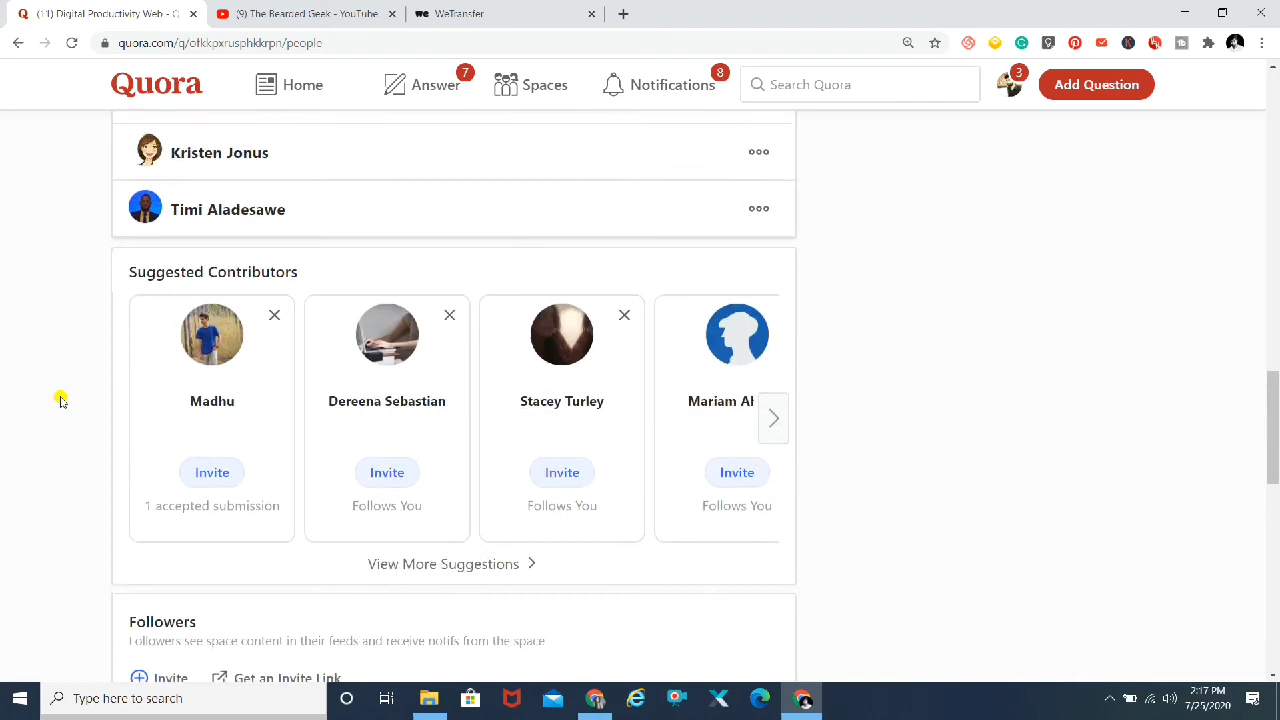 (11) Digital Productivity Web - Q
(9) The Bearded Geek - YouTube
WeTransfer
quora.com/q/ofkkpxrusphkkrpn/people
Quora
Home
Answer
7
Spaces
Notifications
8
Search Quora
3
Add Question
Kristen Jonus
Timi Aladesawe
Suggested Contributors
Madhu
Dereena Sebastian
Stacey Turley
Mariam Al
Invite
Invite
Invite
Invite
1 accepted submission
Follows You
Follows You
Follows You
View More Suggestions
Followers
Followers see space content in their feeds and receive notifs from the space
Invite
Get an Invite Link
Type here to search
2:17 PM
7/25/2020